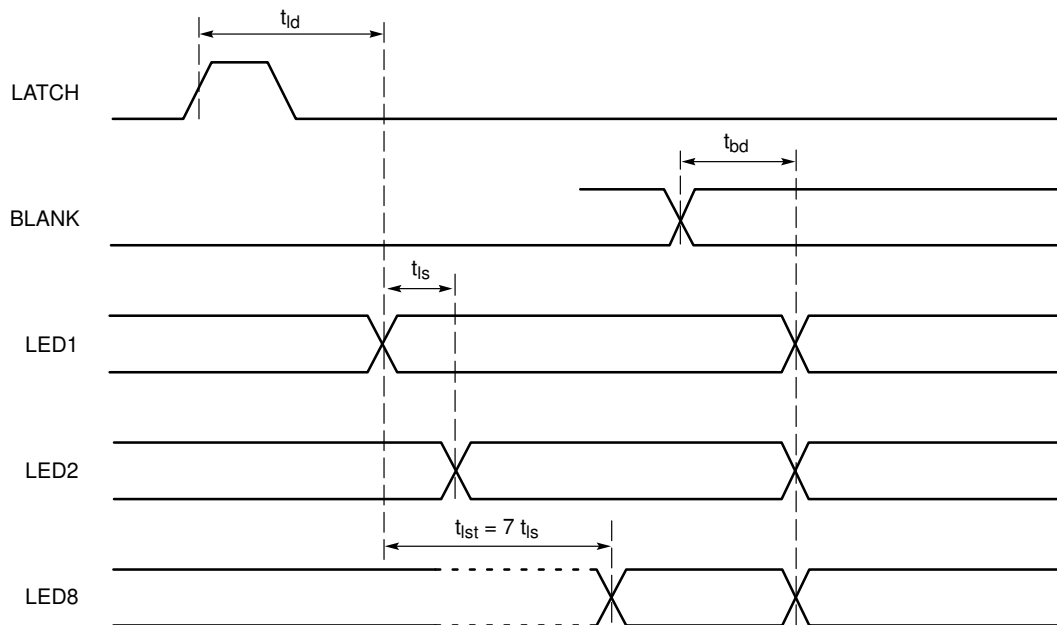 tld
LATCH
tbd
BLANK
tls
LED1
LED2
tlst = 7 tls
LED8